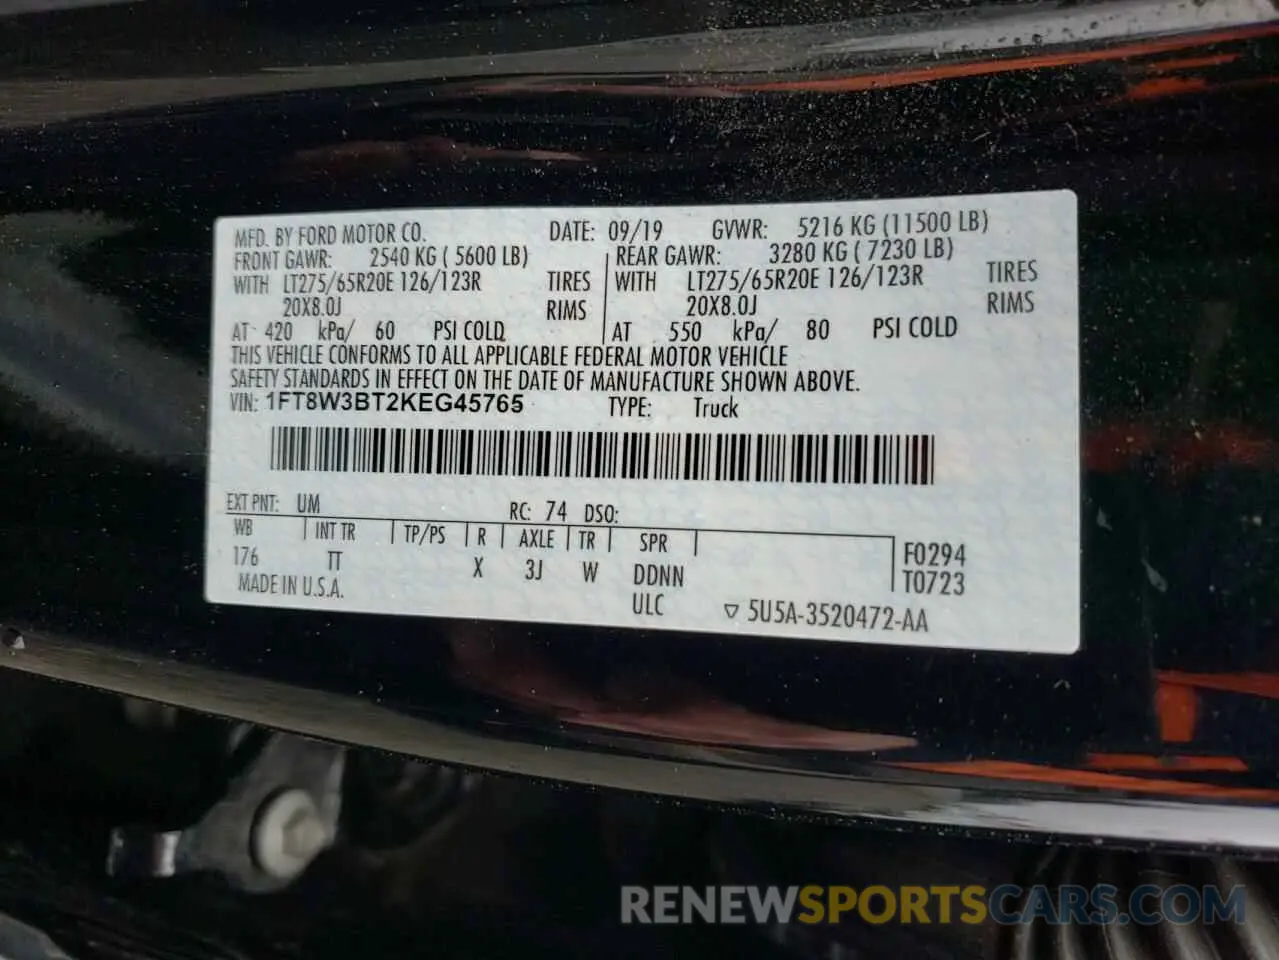 MFD. BY FORD MOTOR CO. DATE: 09/19 GVWR: 5216 KG (11500 LB)
FRONT GAWR: 2540 KG ( 5600 LB) REAR GAWR: 3280 KG ( 7230 LB)
WITH LT275/65R20E 126/123R TIRES WITH LT275/65R20E 126/123R TIRES
20X8.0J RIMS 20X8.0J RIMS
AT 420 kPa/ 60 PSI COLD AT 550 kPa/ 80 PSI COLD
THIS VEHICLE CONFORMS TO ALL APPLICABLE FEDERAL MOTOR VEHICLE
SAFETY STANDARDS IN EFFECT ON THE DATE OF MANUFACTURE SHOWN ABOVE.
VIN: 1FT8W3BT2KEG45765 TYPE: Truck
EXT PNT: UM RC: 74 DSO:
WB INT TR TP/PS R AXLE TR SPR
176 TT X 3J W DDNN F0294
T0723
MADE IN U.S.A. ULC ▽ 5U5A-3520472-AA
RENEWSPORTSCARS.COM